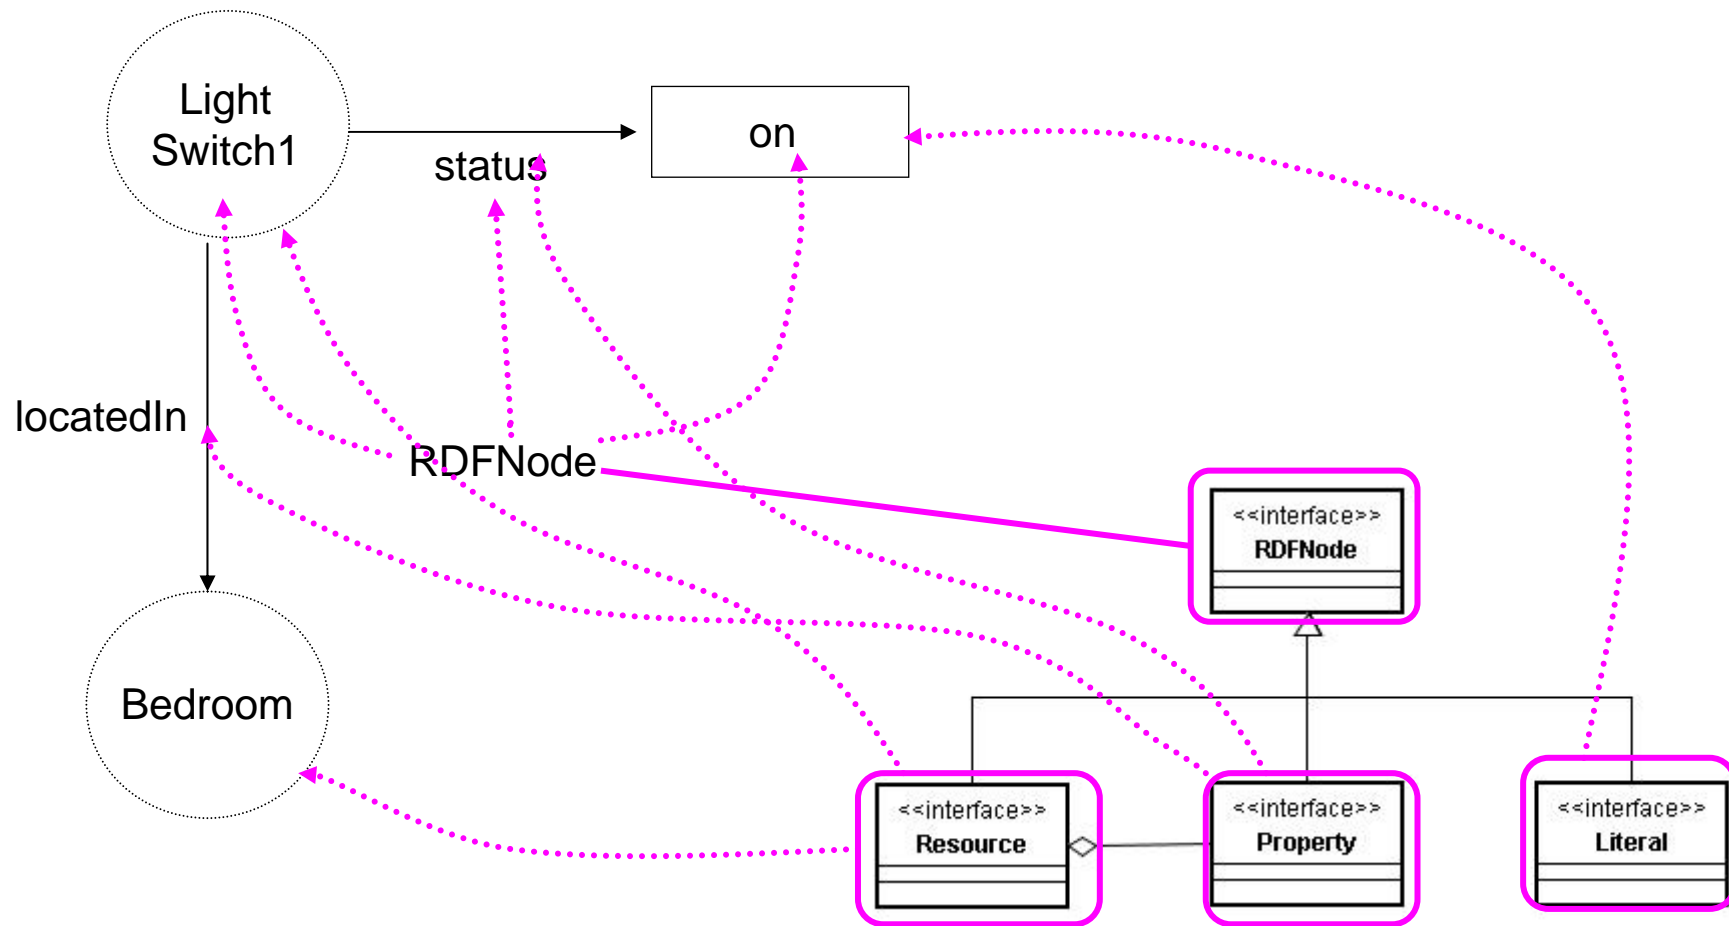 Light
Switch1
on
status
locatedIn
RDFNode
<<interface>>
RDFNode
Bedroom
<<interface>>
Resource
<<interface>>
Property
<<interface>>
Literal